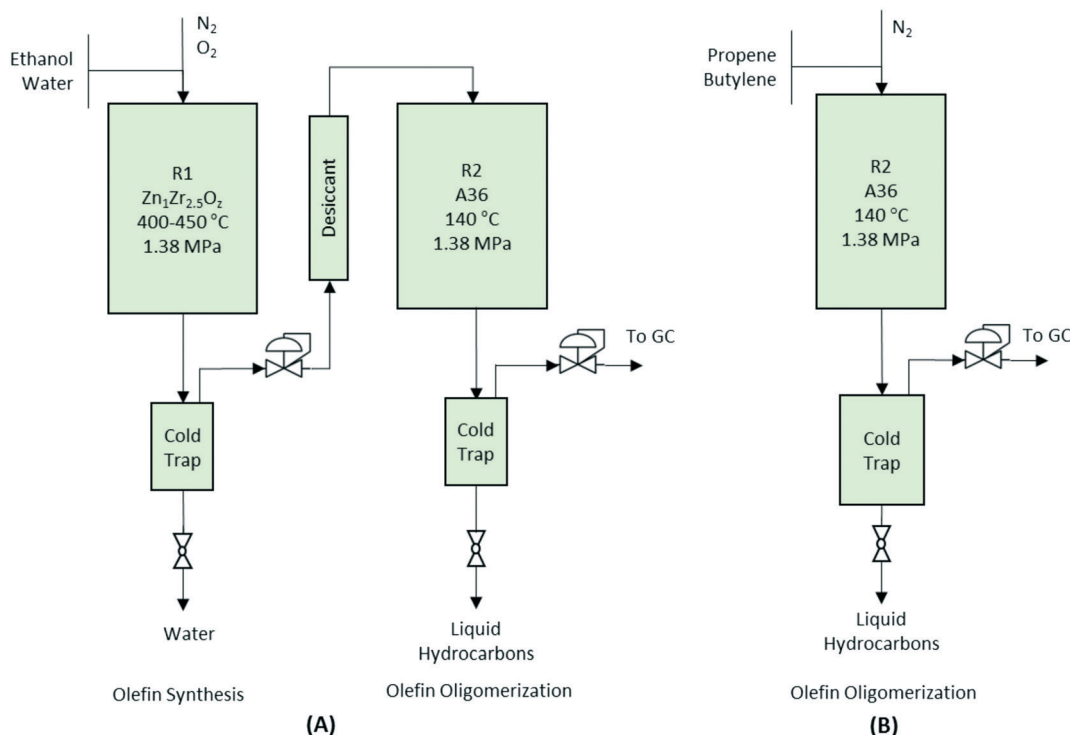 N₂
O₂
Ethanol
Water
R1
Zn₁Zr₂.₅O_z
400-450 °C
1.38 MPa
Cold
Trap
Water
Olefin Synthesis
Desiccant
R2
A36
140 °C
1.38 MPa
To GC
Cold
Trap
Liquid
Hydrocarbons
Olefin Oligomerization
(A)
N₂
Propene
Butylene
R2
A36
140 °C
1.38 MPa
To GC
Cold
Trap
Liquid
Hydrocarbons
Olefin Oligomerization
(B)